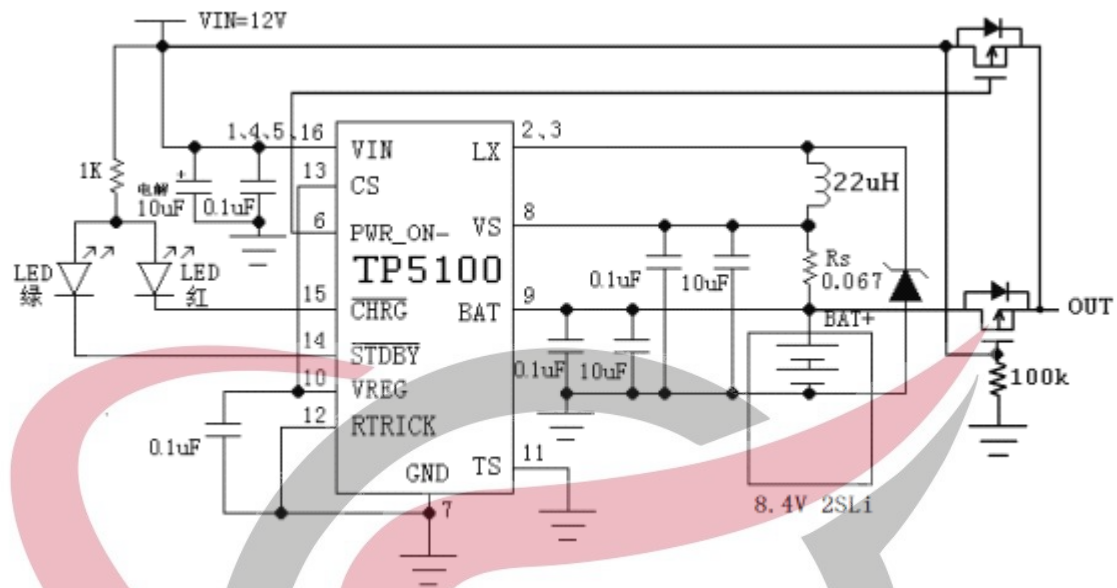 VIN=12V
1、4、5、16
VIN
2、3
LX
1K
电解
10uF
0.1uF
13
CS
22uH
6
PWR_ON-
8
VS
TP5100
Rs
0.067
LED
绿
LED
红
0.1uF
10uF
15
CHRG
9
BAT
BAT+
OUT
14
STDBY
0.1uF
10uF
100k
10
VREG
12
RTRICK
0.1uF
11
TS
GND
7
8.4V 2SLi